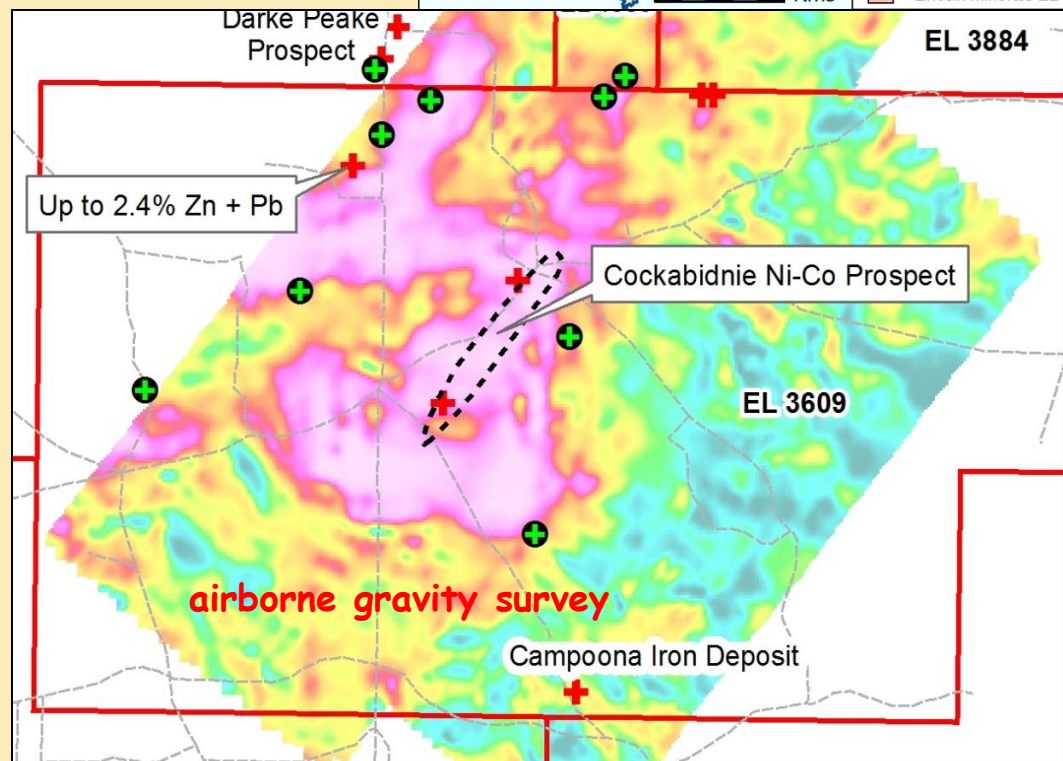 Kms
Darke Peake
Prospect
EL 3884
Up to 2.4% Zn + Pb
Cockabidnie Ni-Co Prospect
EL 3609
airborne gravity survey
Campoona Iron Deposit